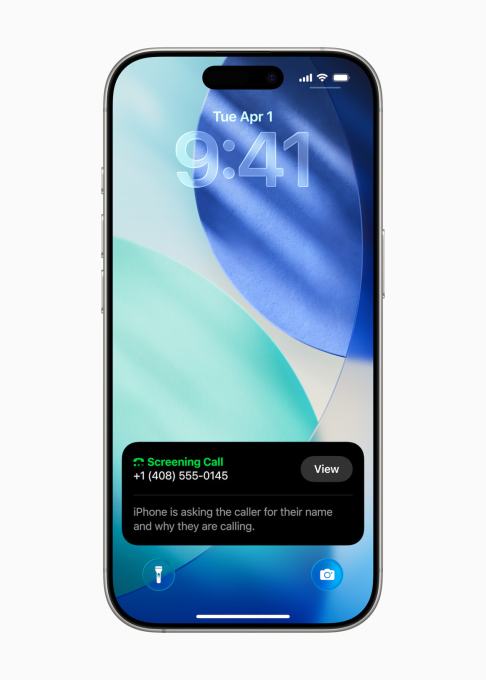 Tue Apr 1
9:41
Screening Call
+1 (408) 555-0145
View
iPhone is asking the caller for their name
and why they are calling.